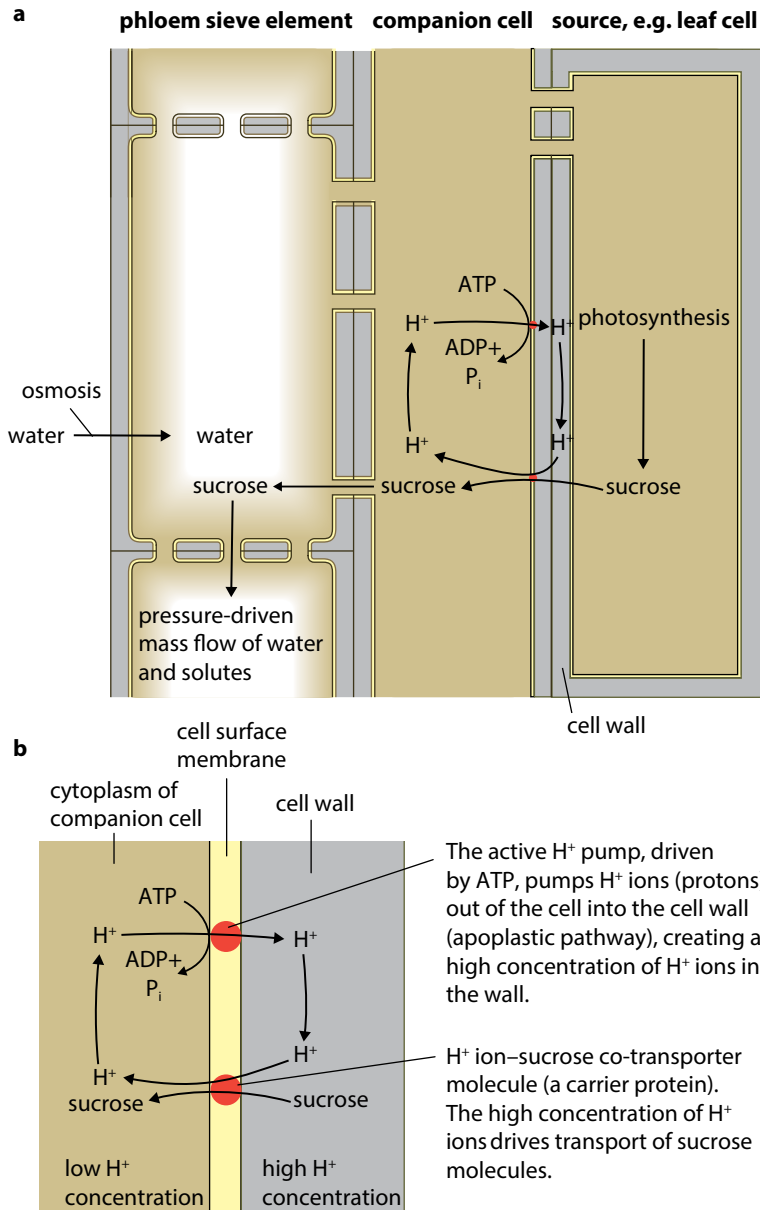 a
phloem sieve element companion cell source, e.g. leaf cell
ATP
H⁺ H⁺ photosynthesis
ADP+
Pᵢ
osmosis
water water H⁺ H⁺
sucrose sucrose sucrose
pressure-driven
mass flow of water
and solutes
cell wall
b
cell surface
membrane
cytoplasm of
companion cell
cell wall
ATP
H⁺ H⁺
ADP+
Pᵢ
H⁺
H⁺
sucrose sucrose
low H⁺
concentration
high H⁺
concentration
The active H⁺ pump, driven
by ATP, pumps H⁺ ions (protons
out of the cell into the cell wall
(apoplastic pathway), creating a
high concentration of H⁺ ions in
the wall.
H⁺ ion–sucrose co-transporter
molecule (a carrier protein).
The high concentration of H⁺
ions drives transport of sucrose
molecules.